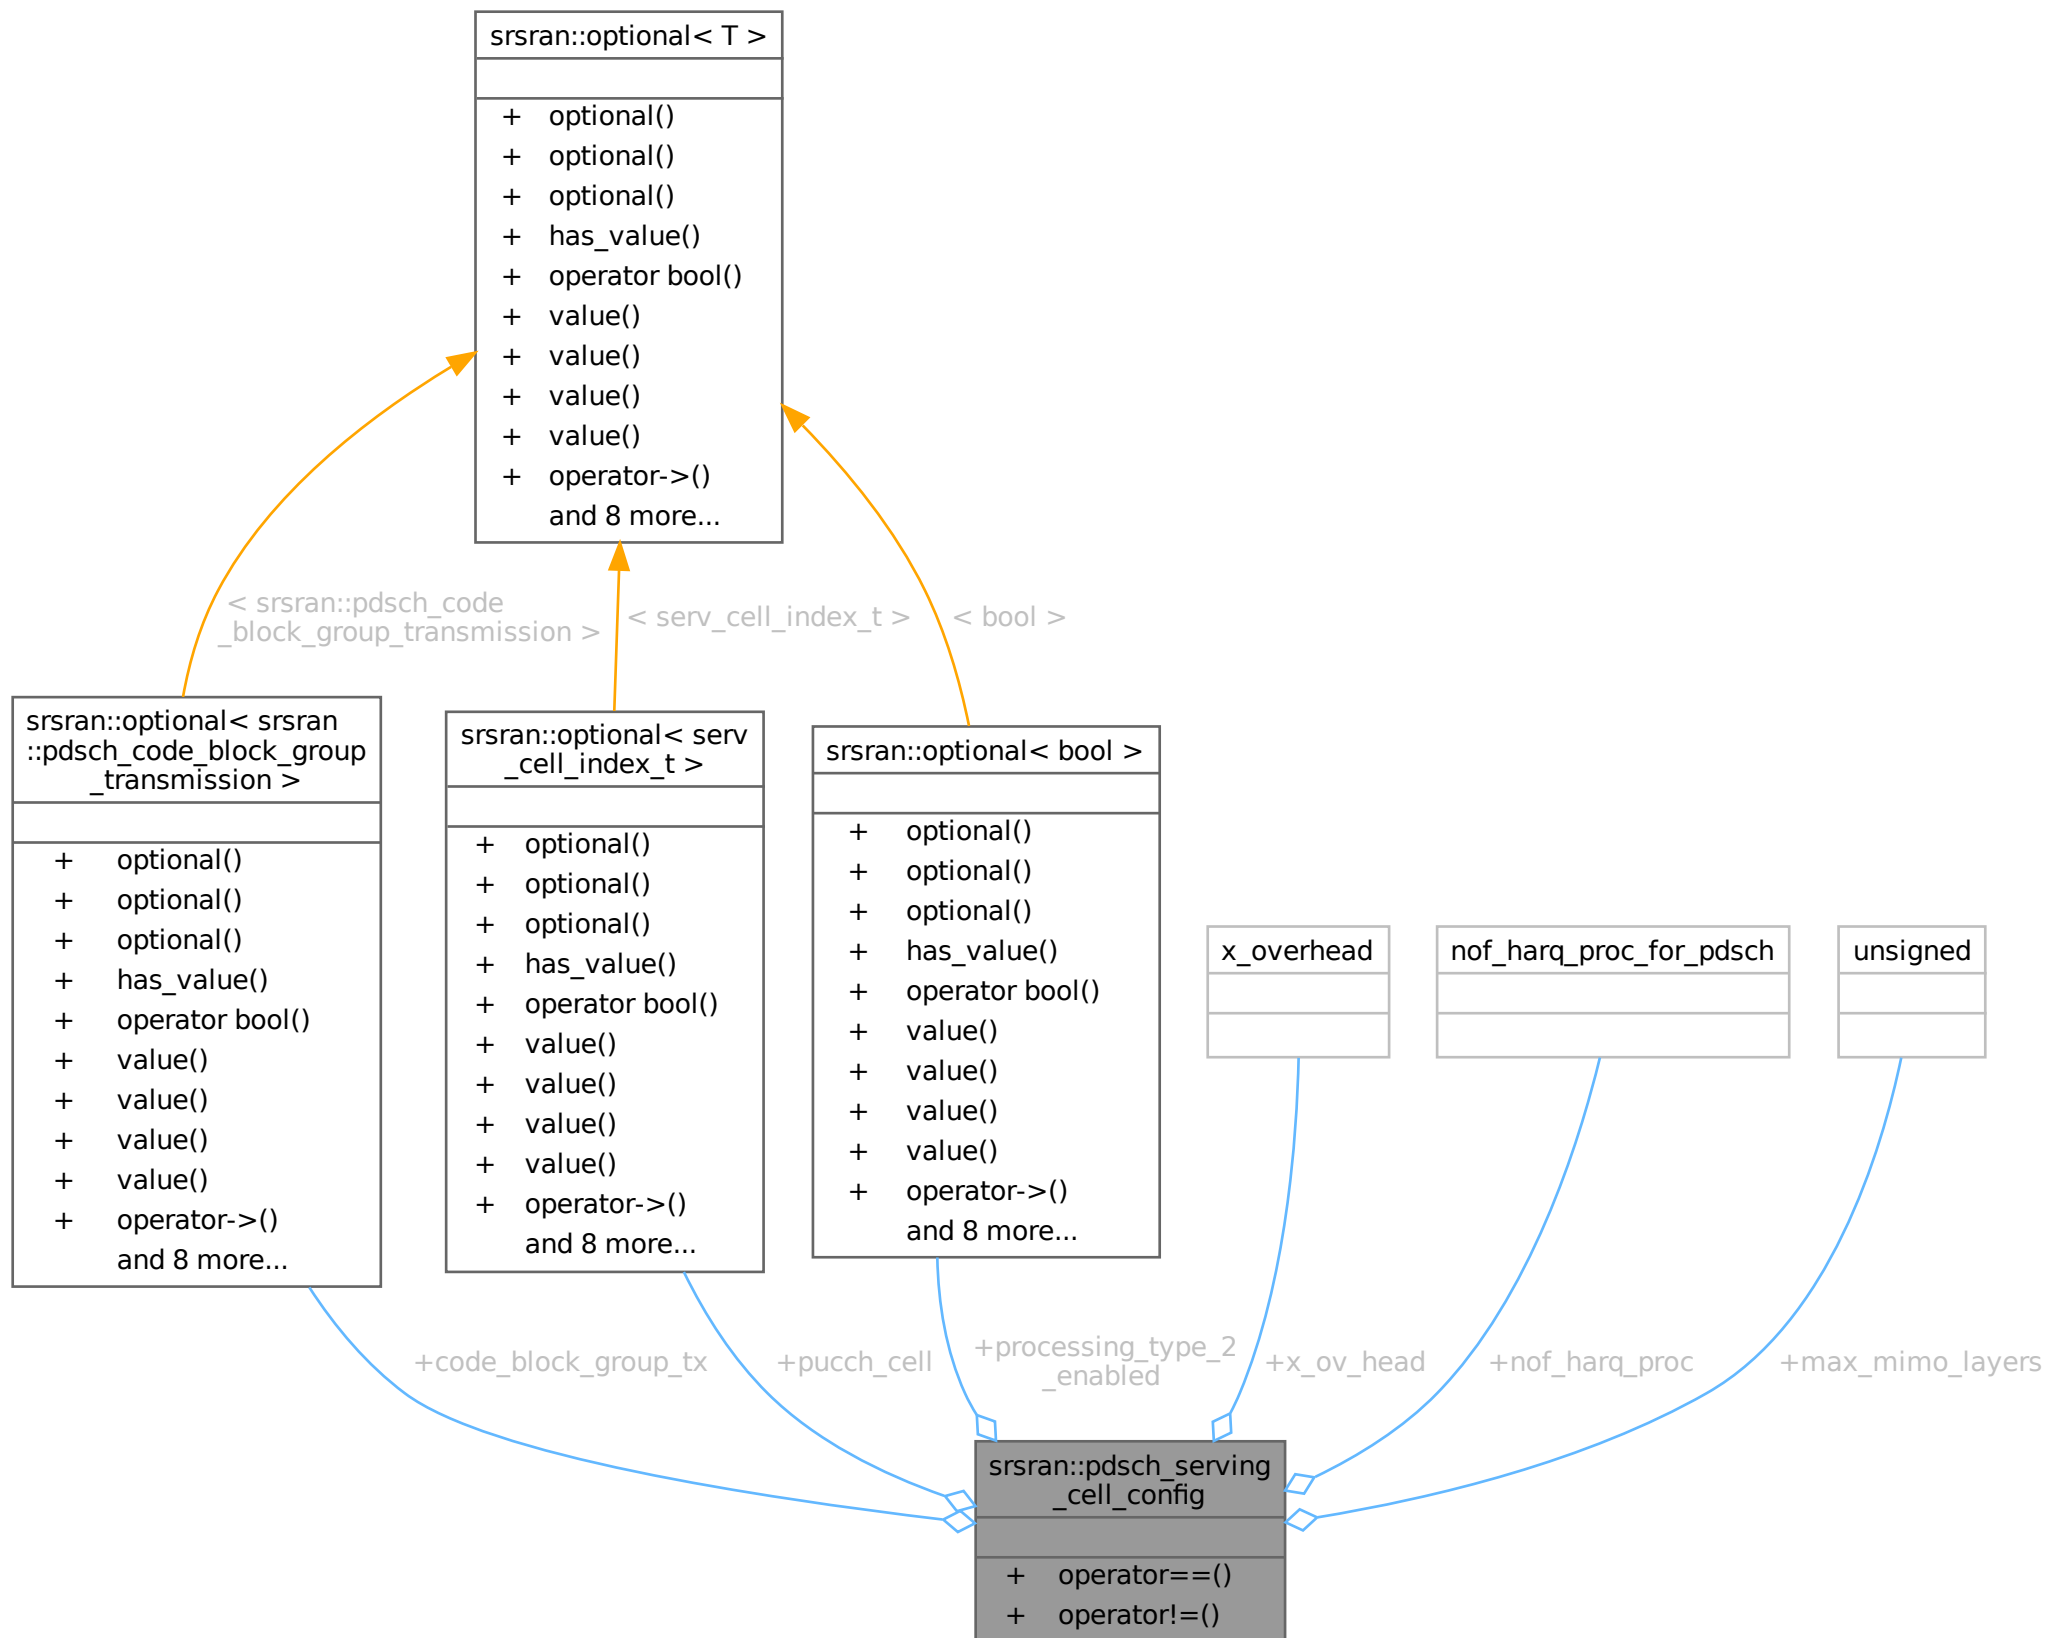 srsran::optional< T >
+ optional()
+ optional()
+ optional()
+ has_value()
+ operator bool()
+ value()
+ value()
+ value()
+ value()
+ operator->()
and 8 more...
< srsran::pdsch_code
_block_group_transmission >
< serv_cell_index_t >
< bool >
srsran::optional< srsran
::pdsch_code_block_group
_transmission >
+ optional()
+ optional()
+ optional()
+ has_value()
+ operator bool()
+ value()
+ value()
+ value()
+ value()
+ operator->()
and 8 more...
srsran::optional< serv
_cell_index_t >
+ optional()
+ optional()
+ optional()
+ has_value()
+ operator bool()
+ value()
+ value()
+ value()
+ value()
+ operator->()
and 8 more...
srsran::optional< bool >
+ optional()
+ optional()
+ optional()
+ has_value()
+ operator bool()
+ value()
+ value()
+ value()
+ value()
+ operator->()
and 8 more...
x_overhead
nof_harq_proc_for_pdsch
unsigned
+code_block_group_tx
+pucch_cell
+processing_type_2
_enabled
+x_ov_head
+nof_harq_proc
+max_mimo_layers
srsran::pdsch_serving
_cell_config
+ operator==()
+ operator!=()